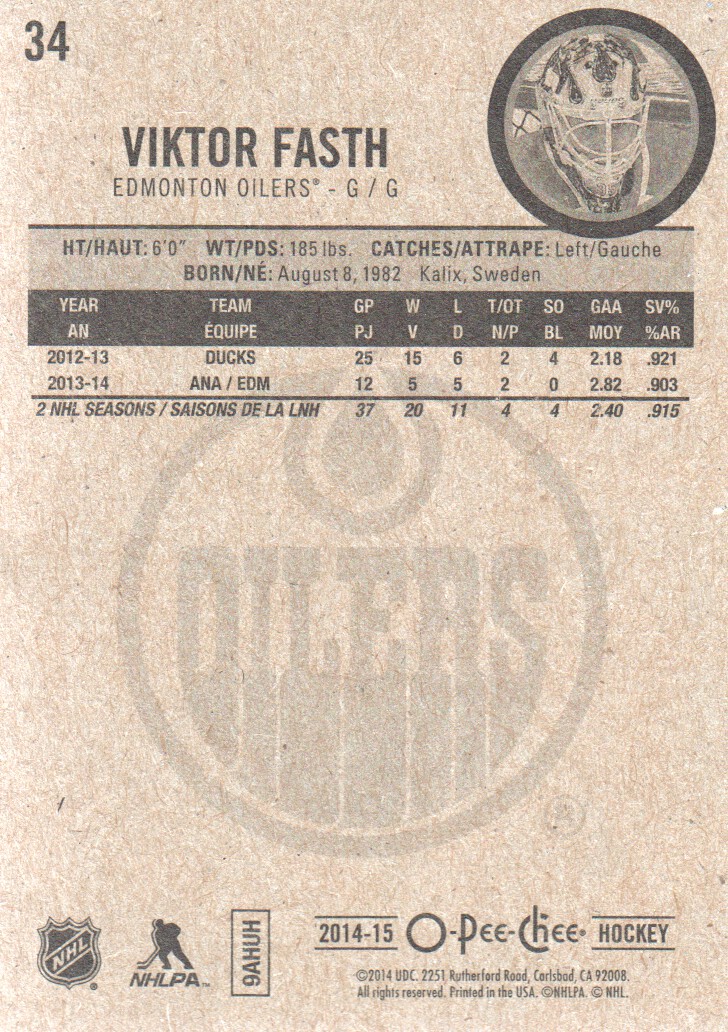 34
VIKTOR FASTH
EDMONTON OILERS® - G / G
HT/HAUT: 6'0" WT/PDS: 185 lbs. CATCHES/ATTRAPE: Left/Gauche
BORN/NÉ: August 8, 1982 Kalix, Sweden
YEAR TEAM GP W L T/OT SO GAA SV%
AN ÉQUIPE PJ V D N/P BL MOY %AR
2012-13 DUCKS 25 15 6 2 4 2.18 .921
2013-14 ANA / EDM 12 5 5 2 0 2.82 .903
2 NHL SEASONS / SAISONS DE LA LNH 37 20 11 4 4 2.40 .915
OILERS
NHL
NHLPA™
9AHUH
2014-15 O-Pee-Chee® HOCKEY
©2014 UDC. 2251 Rutherford Road, Carlsbad, CA 92008.
All rights reserved. Printed in the USA. ©NHLPA. © NHL.